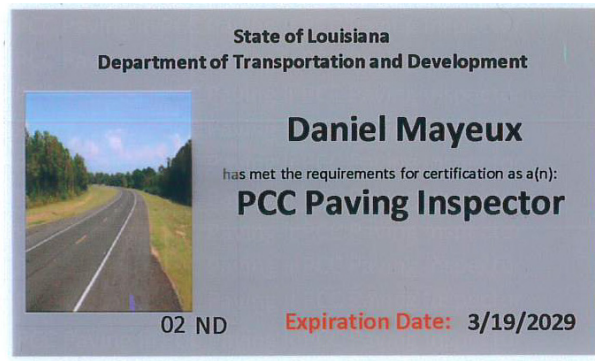 State of Louisiana
Department of Transportation and Development
Daniel Mayeux
has met the requirements for certification as a(n):
PCC Paving Inspector
02 ND
Expiration Date: 3/19/2029